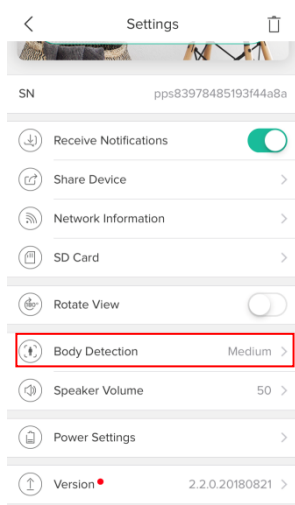 Settings
SN pps83978485193f44a8a
Receive Notifications
Share Device
Network Information
SD Card
180° Rotate View
Body Detection Medium
Speaker Volume 50
Power Settings
Version 2.2.0.20180821